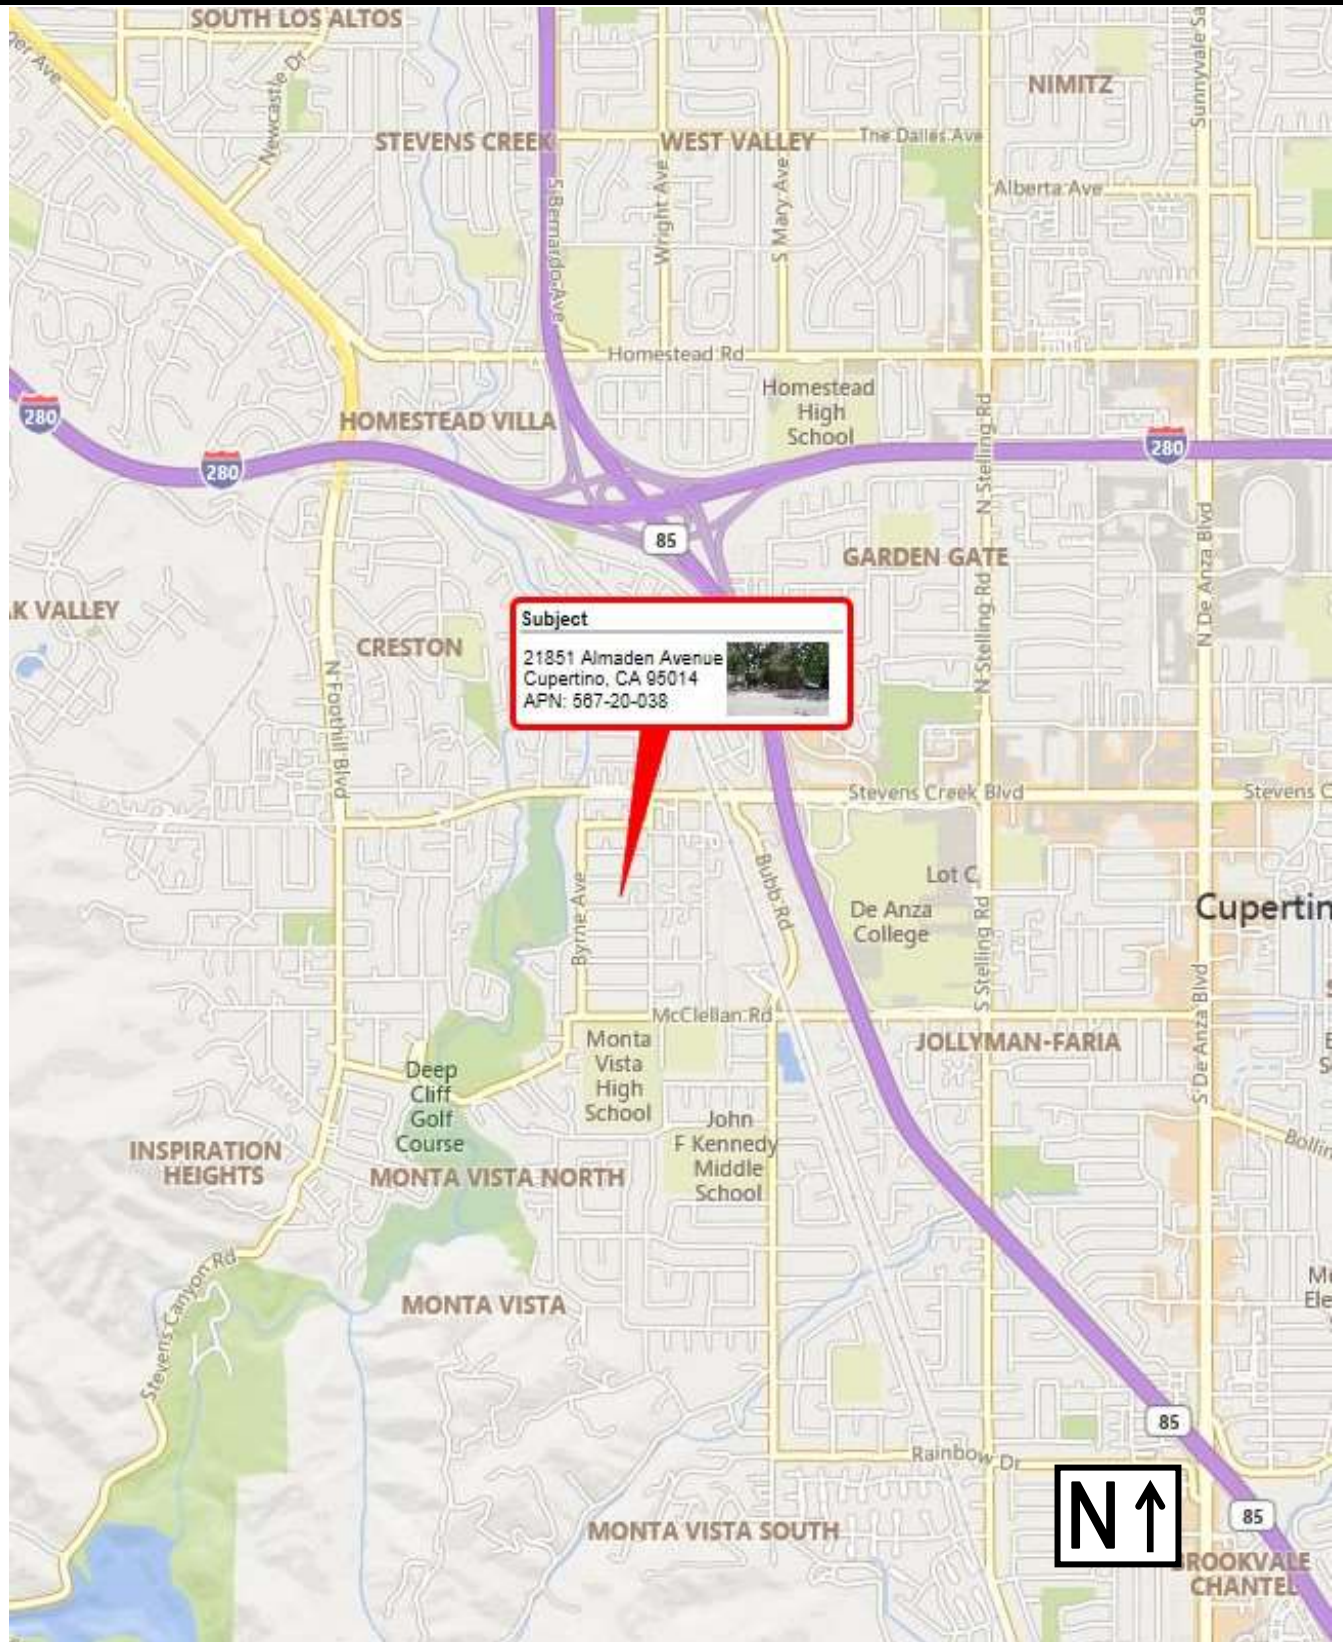 SOUTH LOS ALTOS
NIMITZ
Newcastle Dr
Sunnyvale Sa
STEVENS CREEK
WEST VALLEY
The Dalles Ave
S Bernardo Ave
Wright Ave
S Mary Ave
Alberta Ave
Homestead Rd
Homestead
High
School
280
280
280
HOMESTEAD VILLA
N Stelling Rd
85
GARDEN GATE
N De Anza Blvd
K VALLEY
CRESTON
N Foothill Blvd
N Stelling Rd
Subject
21851 Almaden Avenue
Cupertino, CA 95014
APN: 567-20-038
Stevens Creek Blvd
Stevens C
Byrne Ave
Bubb Rd
Lot C
De Anza
College
S Stelling Rd
Cupertin
McClellan Rd
S De Anza Blvd
JOLLYMAN-FARIA
Monta
Vista
High
School
Deep
Cliff
Golf
Course
John
F Kennedy
Middle
School
Bollin
INSPIRATION
HEIGHTS
MONTA VISTA NORTH
Stevens Canyon Rd
MONTA VISTA
Ele
85
Rainbow Dr
N
85
MONTA VISTA SOUTH
BROOKVALE
CHANTEL